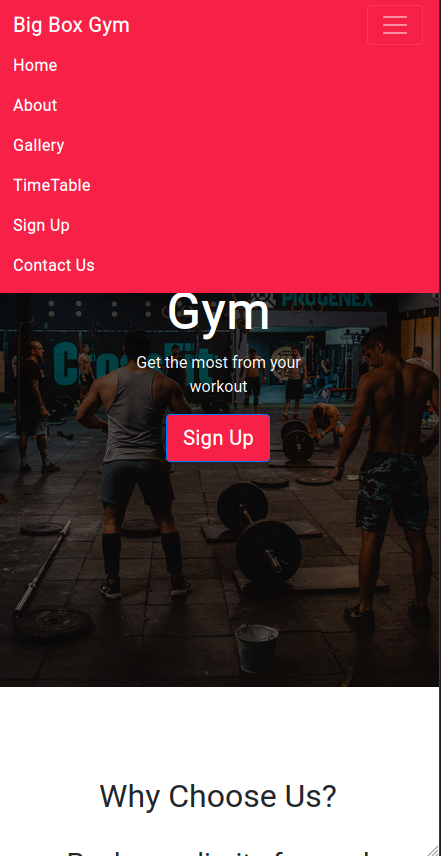 Big Box Gym
Home
About
Gallery
TimeTable
Sign Up
Contact Us
PROGENEX
Gym
CrossFit
Get the most from your
workout
Sign Up
Why Choose Us?